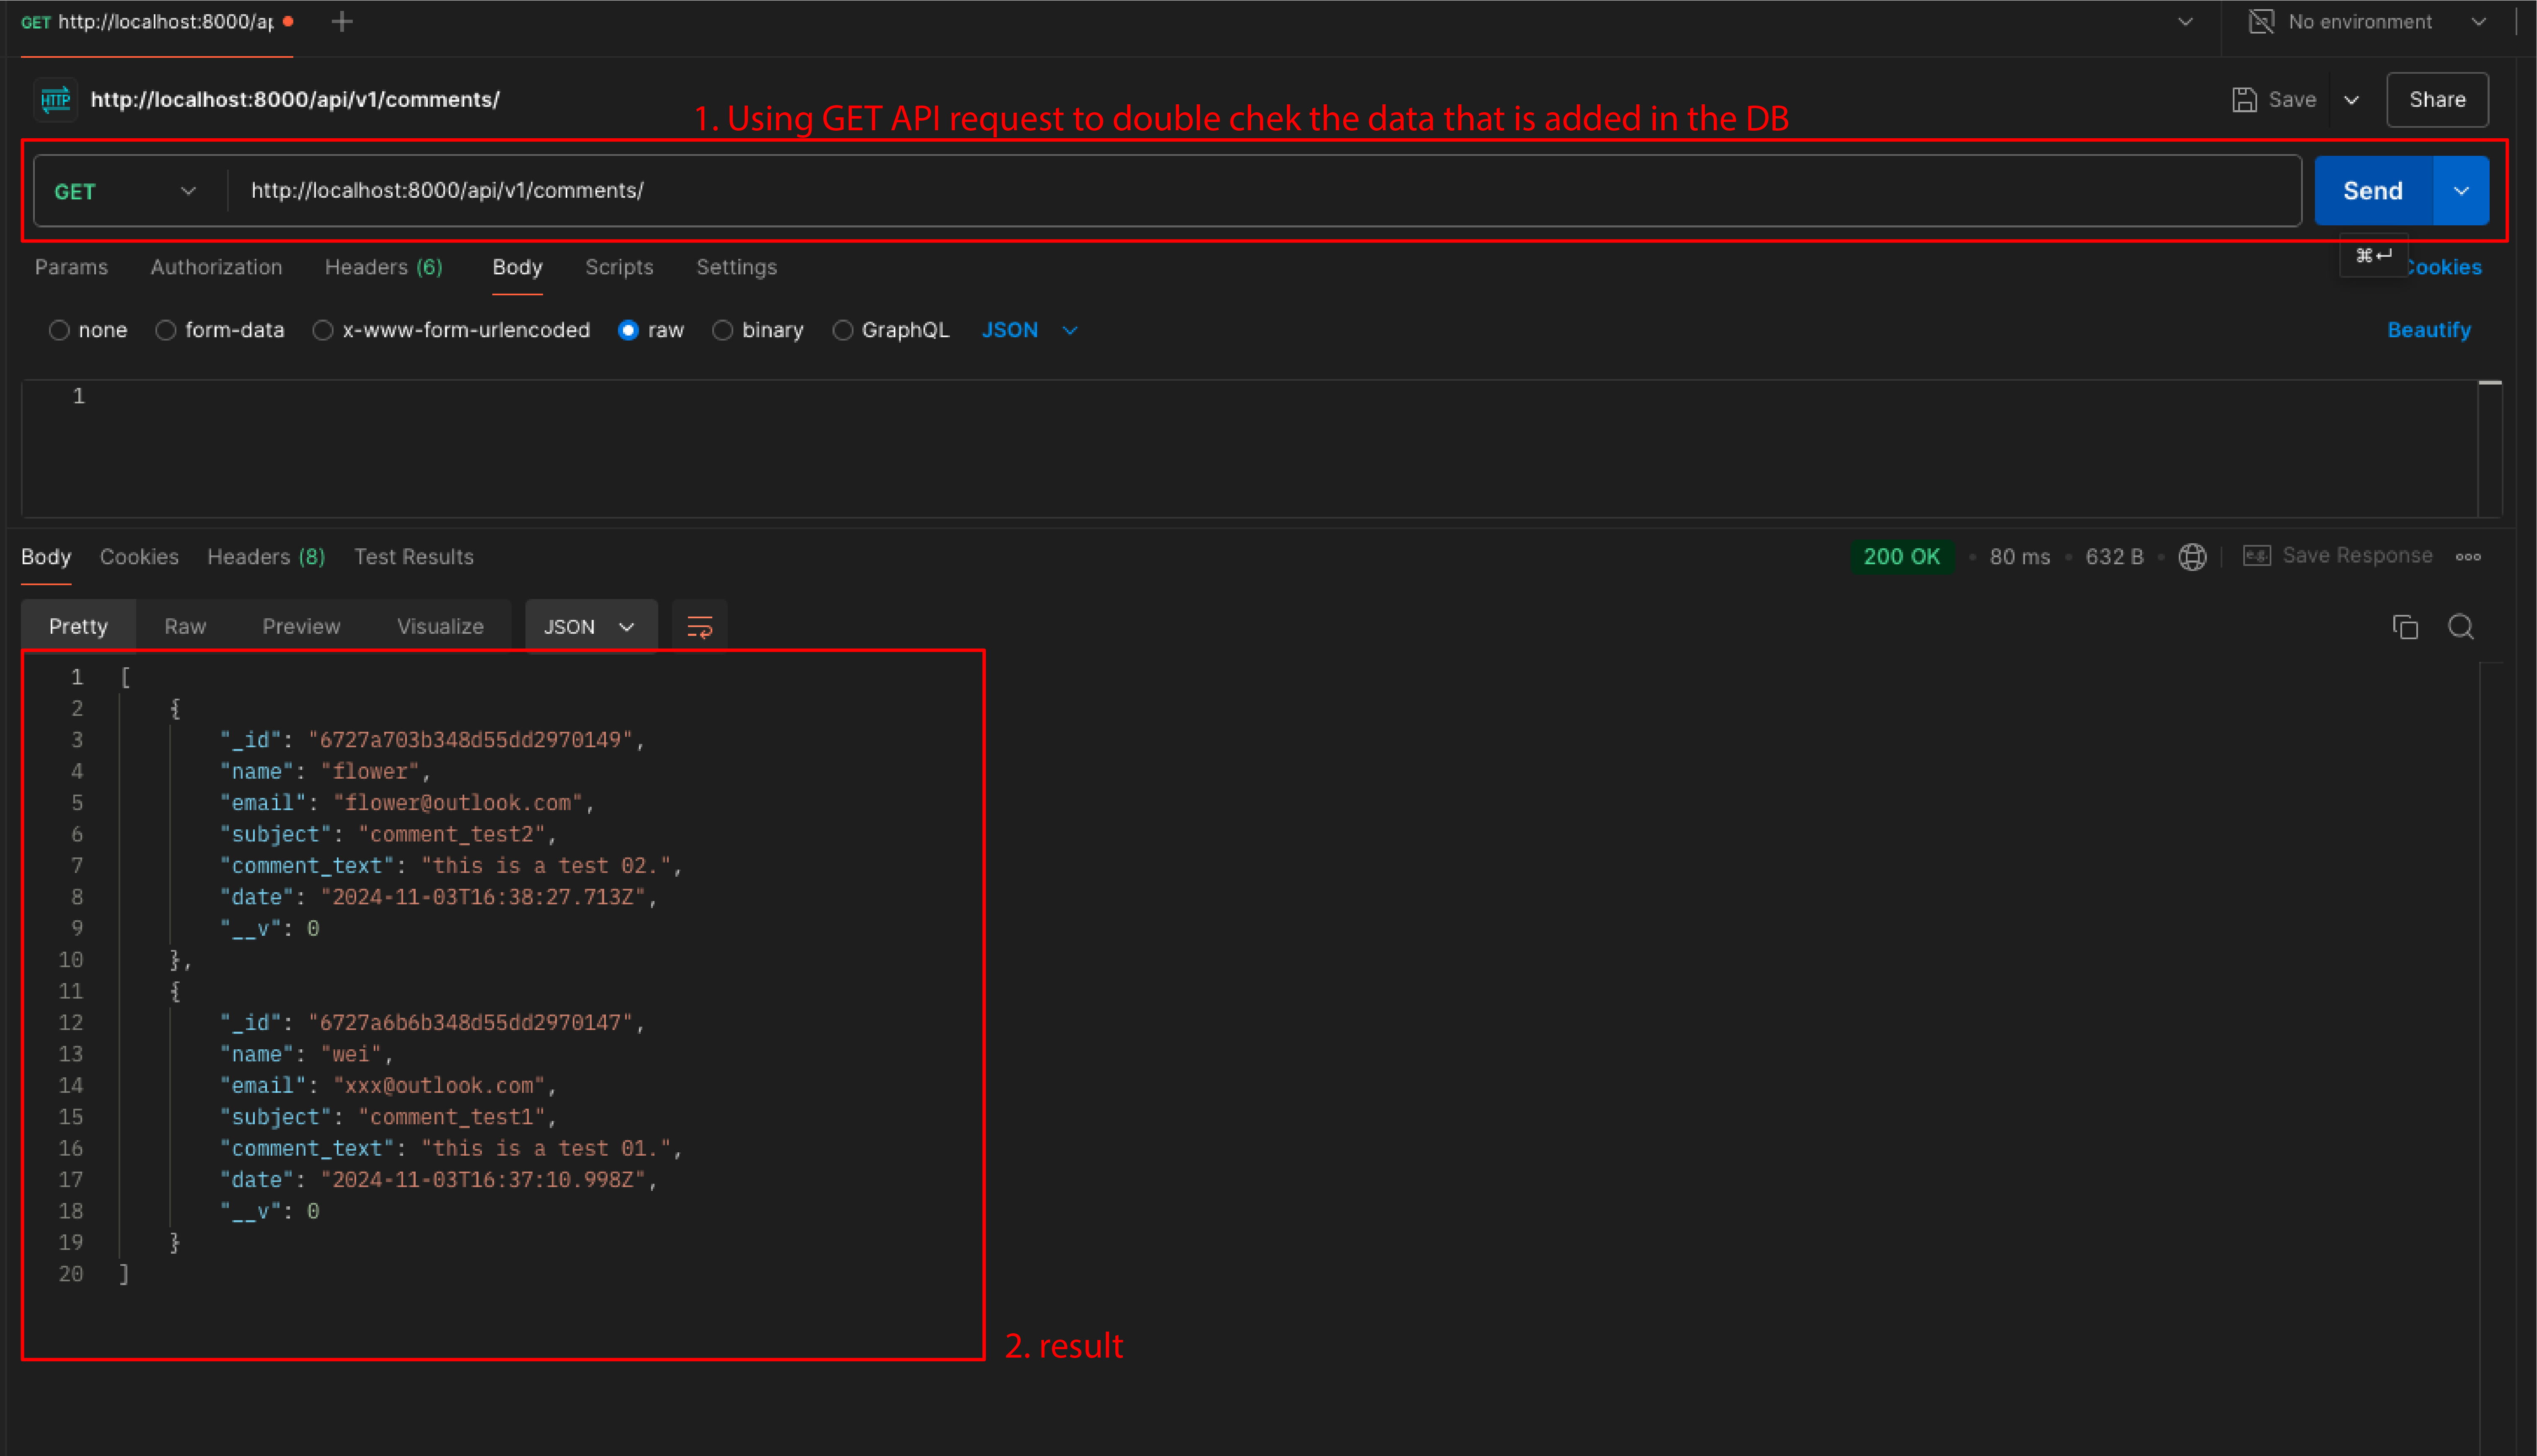 GET http://localhost:8000/ap
No environment
HTTP http://localhost:8000/api/v1/comments/
Save
Share
1. Using GET API request to double chek the data that is added in the DB
GET http://localhost:8000/api/v1/comments/
Send
Params Authorization Headers (6) Body Scripts Settings
⌘↵ Cookies
none form-data x-www-form-urlencoded raw binary GraphQL JSON
Beautify
1
Body Cookies Headers (8) Test Results
200 OK • 80 ms • 632 B • e.g. Save Response
Pretty Raw Preview Visualize JSON
1 [
2 {
3 "_id": "6727a703b348d55dd2970149",
4 "name": "flower",
5 "email": "flower@outlook.com",
6 "subject": "comment_test2",
7 "comment_text": "this is a test 02.",
8 "date": "2024-11-03T16:38:27.713Z",
9 "__v": 0
10 },
11 {
12 "_id": "6727a6b6b348d55dd2970147",
13 "name": "wei",
14 "email": "xxx@outlook.com",
15 "subject": "comment_test1",
16 "comment_text": "this is a test 01.",
17 "date": "2024-11-03T16:37:10.998Z",
18 "__v": 0
19 }
20 ]
2. result